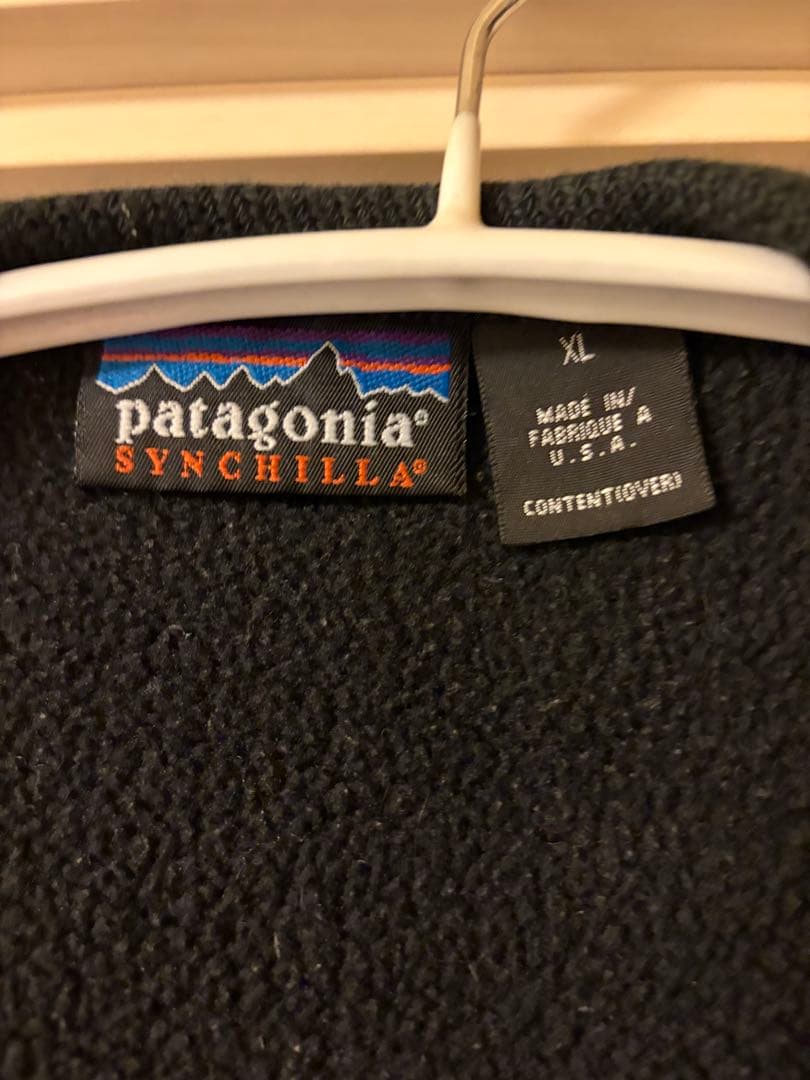 patagonia®
SYNCHILLA®
XL
MADE IN/
FABRIQUE A
U.S.A.
CONTENT(OVER)